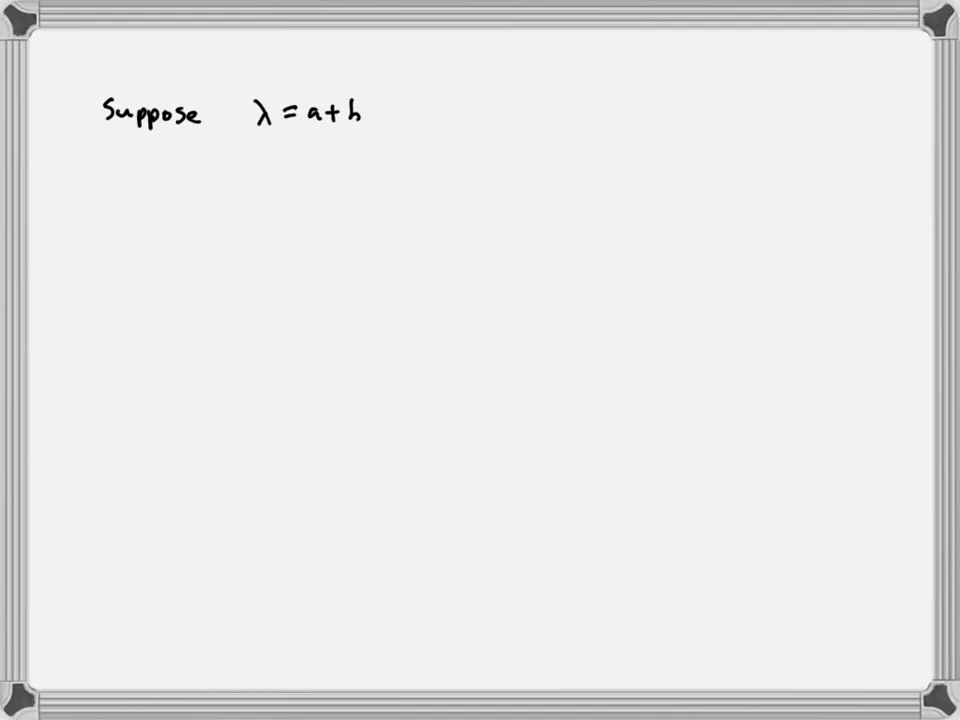 Suppose λ = a + b